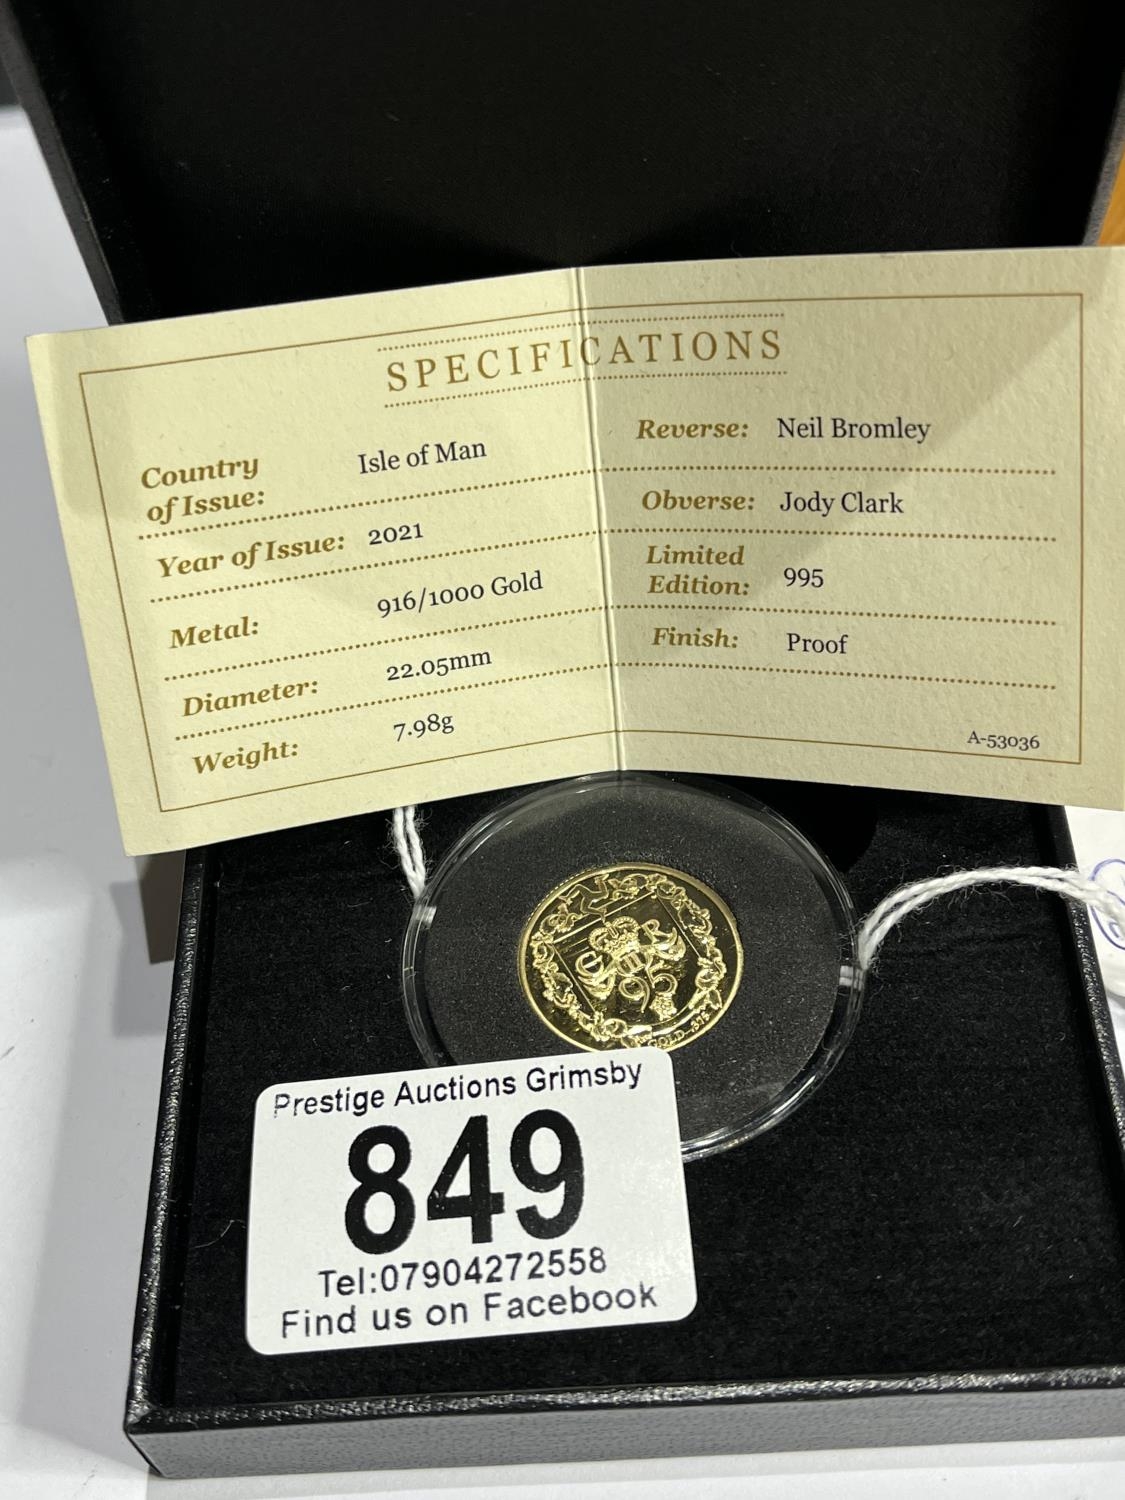 SPECIFICATIONS
Country
of Issue: Isle of Man
Year of Issue: 2021
Metal: 916/1000 Gold
Diameter: 22.05mm
Weight: 7.98g
Reverse: Neil Bromley
Obverse: Jody Clark
Limited
Edition: 995
Finish: Proof
A-53036
95
GOLD
Prestige Auctions Grimsby
849
Tel:07904272558
Find us on Facebook